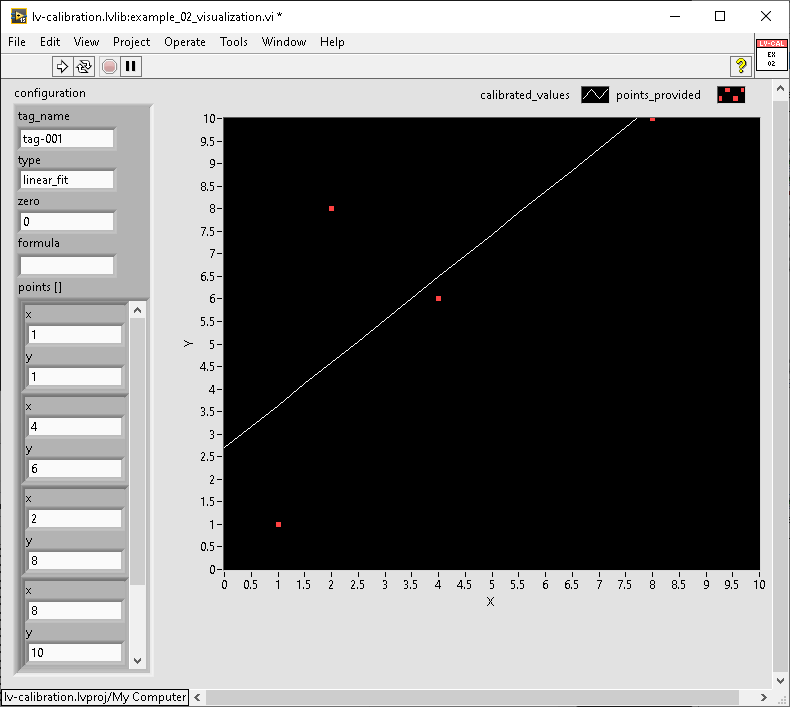 lv-calibration.lvlib:example_02_visualization.vi *
File Edit View Project Operate Tools Window Help
LV-CAL
EX
02
?
configuration
tag_name
tag-001
type
linear_fit
zero
0
formula
points []
x
1
y
1
x
4
y
6
x
2
y
8
x
8
y
10
calibrated_values points_provided
10
9.5
9
8.5
8
7.5
7
6.5
6
5.5
5
4.5
4
3.5
3
2.5
2
1.5
1
0.5
0
Y
0 0.5 1 1.5 2 2.5 3 3.5 4 4.5 5 5.5 6 6.5 7 7.5 8 8.5 9 9.5 10
X
lv-calibration.lvproj/My Computer